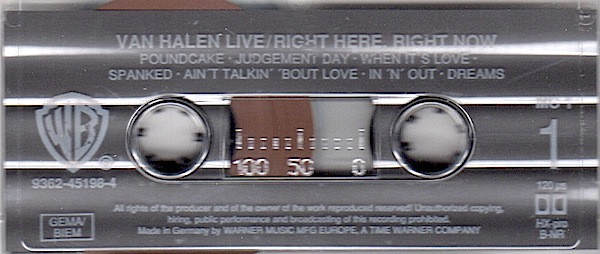 VAN HALEN LIVE/RIGHT HERE, RIGHT NOW
POUNDCAKE · JUDGEMENT DAY · WHEN IT'S LOVE ·
SPANKED · AIN'T TALKIN' 'BOUT LOVE · IN 'N' OUT · DREAMS
MC 1
1
WB
®
9362-45198-4
100 50 0
120 µs
GEMA/
BIEM
HX-pro
B-NR
All rights of the producer and of the owner of the work reproduced reserved! Unauthorized copying,
hiring, public performance and broadcasting of this recording prohibited.
Made in Germany by WARNER MUSIC MFG EUROPE, A TIME WARNER COMPANY